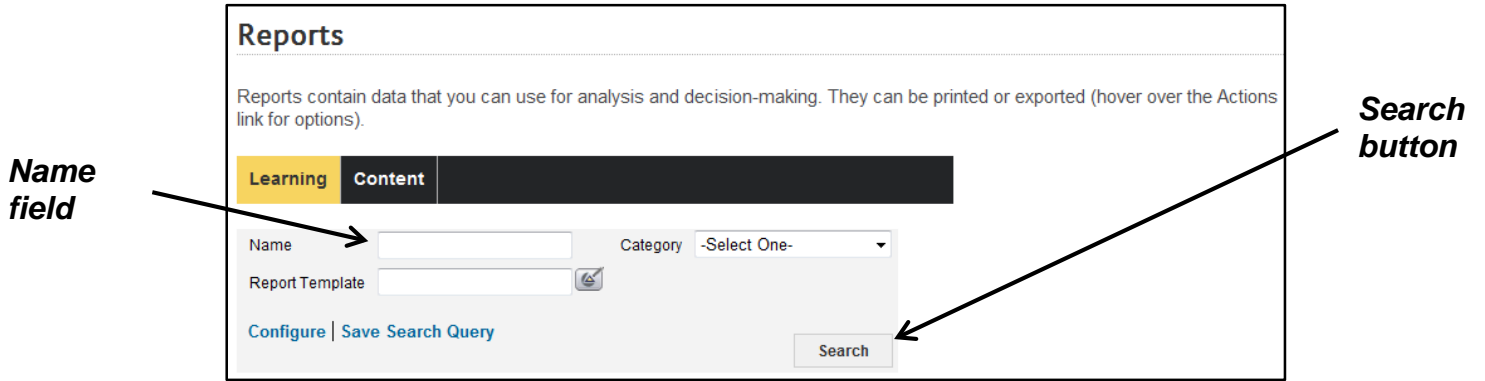 Reports
Reports contain data that you can use for analysis and decision-making. They can be printed or exported (hover over the Actions
link for options).
Search
button
Name
field
Learning Content
Name Category -Select One-
Report Template
Configure | Save Search Query
Search